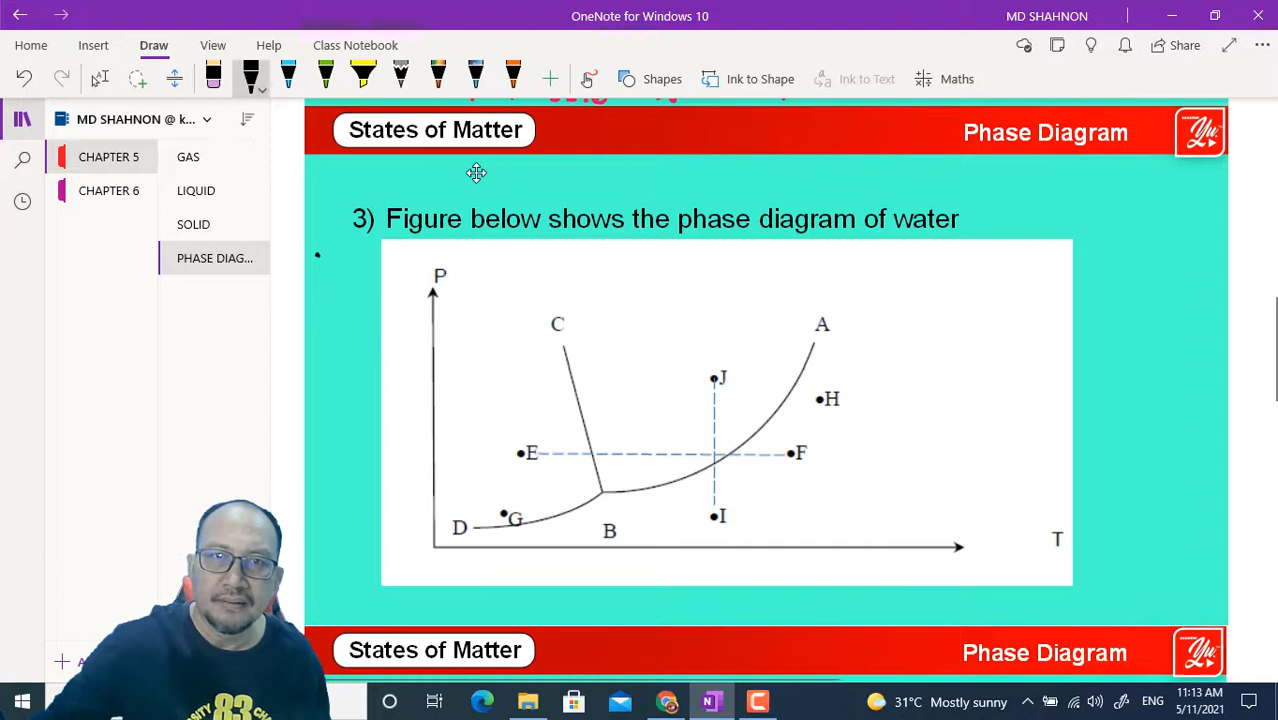 OneNote for Windows 10
MD SHAHNON
Home Insert Draw View Help Class Notebook
Share
Shapes Ink to Shape Ink to Text Maths
MD SHAHNON @ k...
CHAPTER 5
CHAPTER 6
GAS
LIQUID
SOLID
PHASE DIAG...
States of Matter
Phase Diagram
3) Figure below shows the phase diagram of water
P
C
A
J
H
E
F
G
I
D
B
T
States of Matter
Phase Diagram
83
31°C Mostly sunny
ENG
11:13 AM
5/11/2021